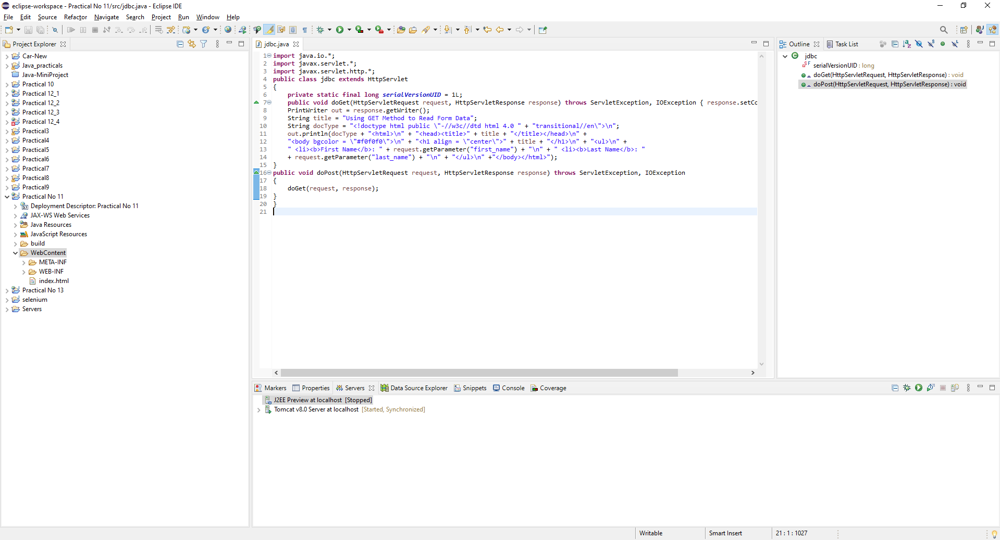 eclipse-workspace - Practical No 11/src/jdbc.java - Eclipse IDE
File Edit Source Refactor Navigate Search Project Run Window Help
Project Explorer
Car-New
Java_practicals
Java-MiniProject
Practical 10
Practical 12_1
Practical 12_2
Practical 12_3
Practical 12_4
Practical3
Practical4
Practical5
Practical6
Practical7
Practical8
Practical9
Practical No 11
Deployment Descriptor: Practical No 11
3.1
JAX-WS Web Services
Java Resources
JavaScript Resources
build
WebContent
META-INF
WEB-INF
index.html
Practical No 13
selenium
Servers
jdbc.java
1 import java.io.*;
2 import javax.servlet.*;
3 import javax.servlet.http.*;
4 public class jdbc extends HttpServlet
5 {
6 private static final long serialVersionUID = 1L;
7 public void doGet(HttpServletRequest request, HttpServletResponse response) throws ServletException, IOException { response.setCo
8 PrintWriter out = response.getWriter();
9 String title = "Using GET Method to Read Form Data";
10 String docType = "<!doctype html public \"-//w3c//dtd html 4.0 " + "transitional//en\">\n";
11 out.println(docType + "<html>\n" + "<head><title>" + title + "</title></head>\n" +
12 "<body bgcolor = \"#f0f0f0\">\n" + "<h1 align = \"center\">" + title + "</h1>\n" + "<ul>\n" +
13 " <li><b>First Name</b>: " + request.getParameter("first_name") + "\n" + " <li><b>Last Name</b>: "
14 + request.getParameter("last_name") + "\n" + "</ul>\n" +"</body></html>");
15 }
16 public void doPost(HttpServletRequest request, HttpServletResponse response) throws ServletException, IOException
17 {
18 doGet(request, response);
19 }
20 }
21
Outline Task List
jdbc
serialVersionUID : long
doGet(HttpServletRequest, HttpServletResponse) : void
doPost(HttpServletRequest, HttpServletResponse) : void
Markers Properties Servers Data Source Explorer Snippets Console Coverage
J2EE Preview at localhost [Stopped]
Tomcat v8.0 Server at localhost [Started, Synchronized]
Writable Smart Insert 21 : 1 : 1027